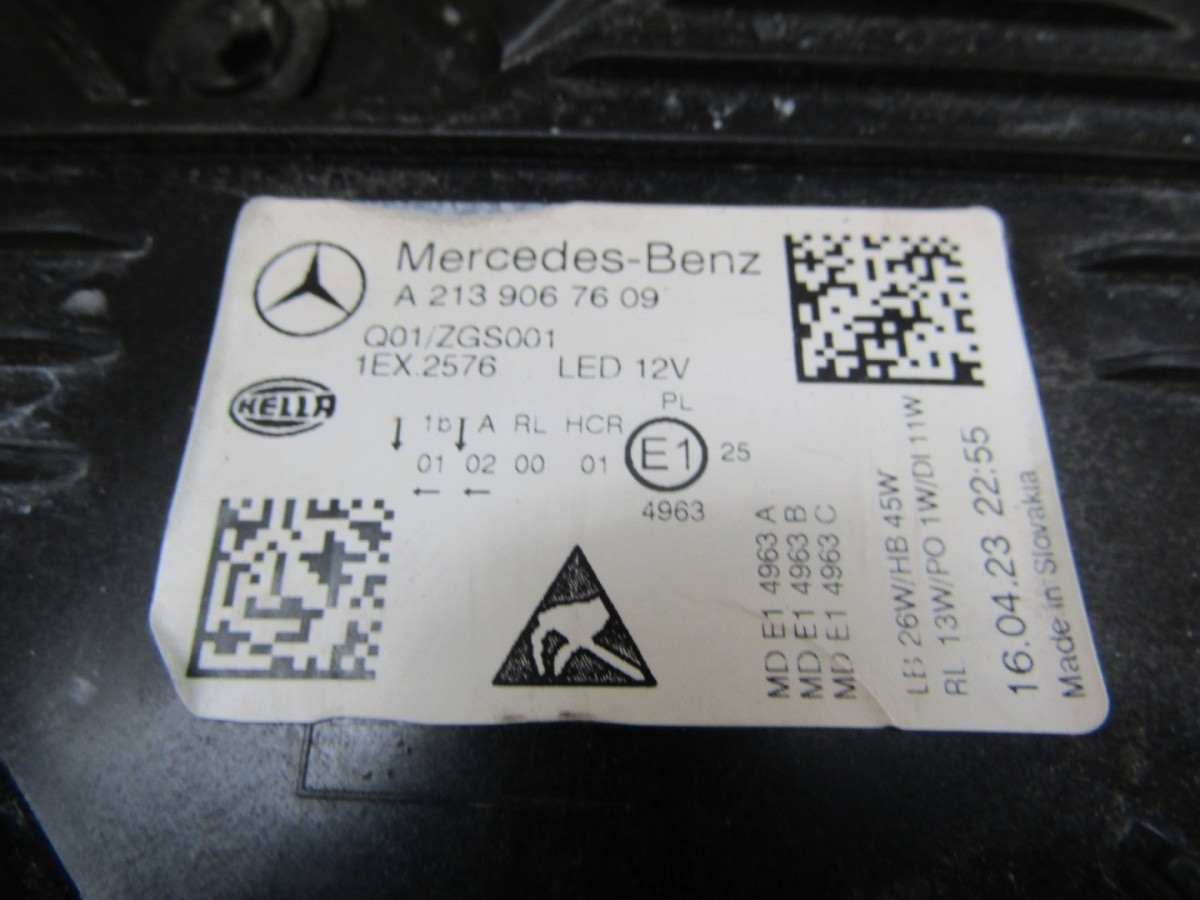 Mercedes-Benz
A 213 906 76 09
Q01/ZGS001
1EX.2576 LED 12V
HELLA
PL
1b A RL HCR E1 25
01 02 00 01
4963
MD E1 4963 A
MD E1 4963 B
MD E1 4963 C
LB 26W/HB 45W
RL 13W/PO 1W/DI 11W
16.04.23 22:55
Made in Slovakia